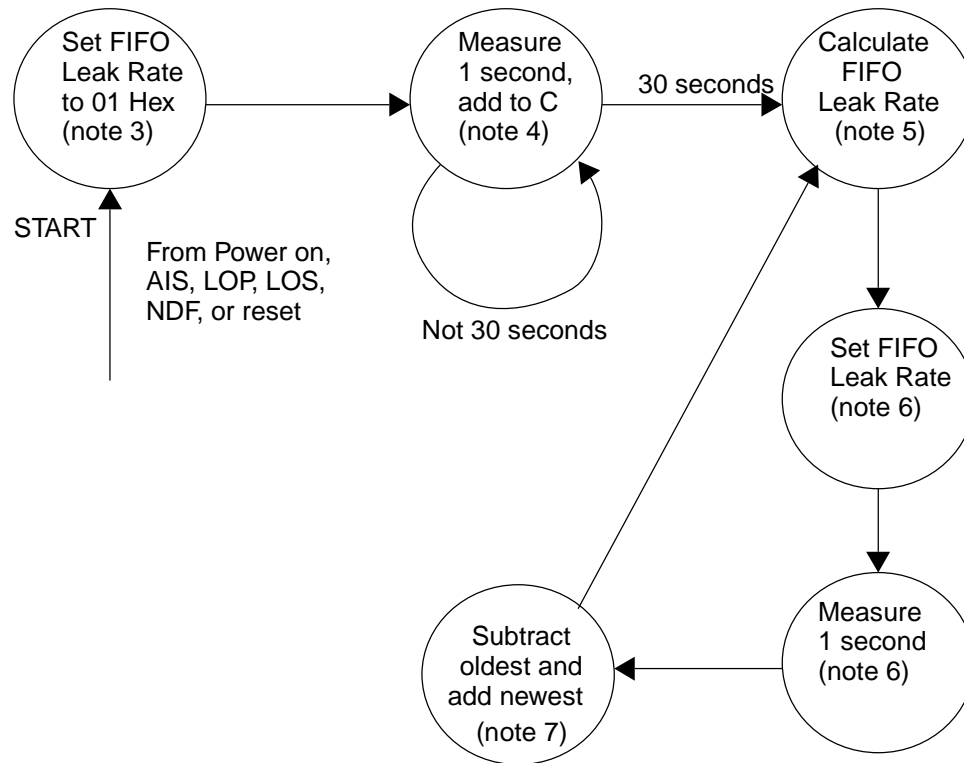 Set FIFO
Leak Rate
to 01 Hex
(note 3)
Measure
1 second,
add to C
(note 4)
30 seconds
Calculate
FIFO
Leak Rate
(note 5)
START
From Power on,
AIS, LOP, LOS,
NDF, or reset
Not 30 seconds
Set FIFO
Leak Rate
(note 6)
Measure
1 second
(note 6)
Subtract
oldest and
add newest
(note 7)